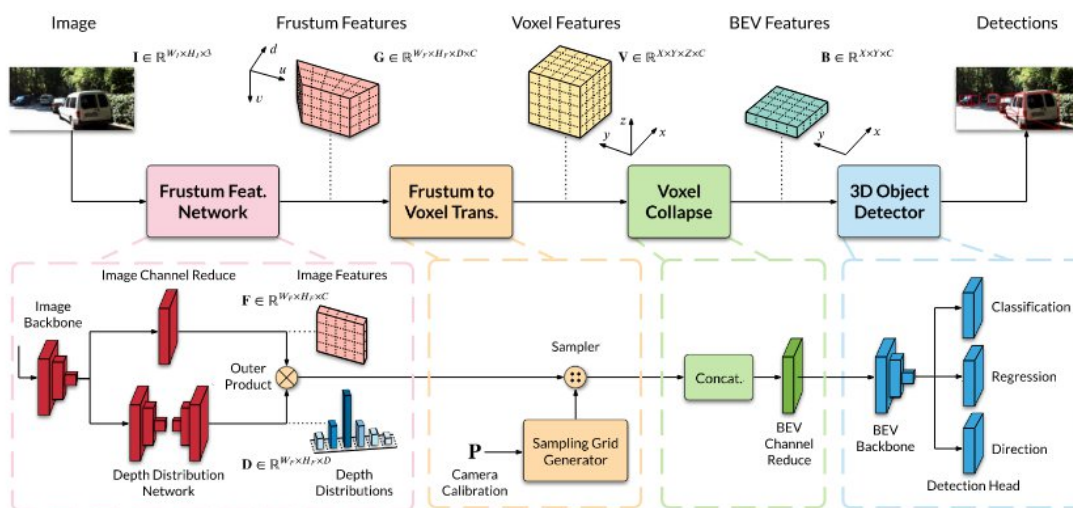 Image
Frustum Features
Voxel Features
BEV Features
Detections
I ∈ ℝ^{W_I×H_I×3}
d
u
v
G ∈ ℝ^{W_F×H_F×D×C}
V ∈ ℝ^{X×Y×Z×C}
z
y
x
B ∈ ℝ^{X×Y×C}
y
x
Frustum Feat.
Network
Frustum to
Voxel Trans.
Voxel
Collapse
3D Object
Detector
Image Channel Reduce
Image Features
F ∈ ℝ^{W_F×H_F×C}
Image
Backbone
Outer
Product
Depth Distribution
Network
D ∈ ℝ^{W_F×H_F×D}
Depth
Distributions
Sampler
P
Camera
Calibration
Sampling Grid
Generator
Concat.
BEV
Channel
Reduce
BEV
Backbone
Classification
Regression
Direction
Detection Head